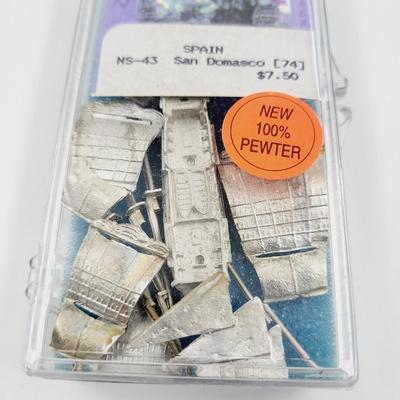 SPAIN
NS-43 San Domasco [74]
$7.50
NEW
100%
PEWTER